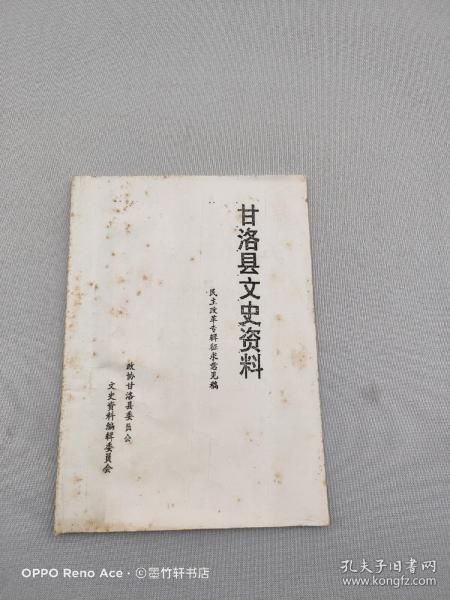 甘洛县文史资料
民主改革专辑征求意见稿
政协甘洛县委员会
文史资料编辑委员会
OPPO Reno Ace · ©墨竹轩书店
孔夫子旧书网
www.kongfz.com